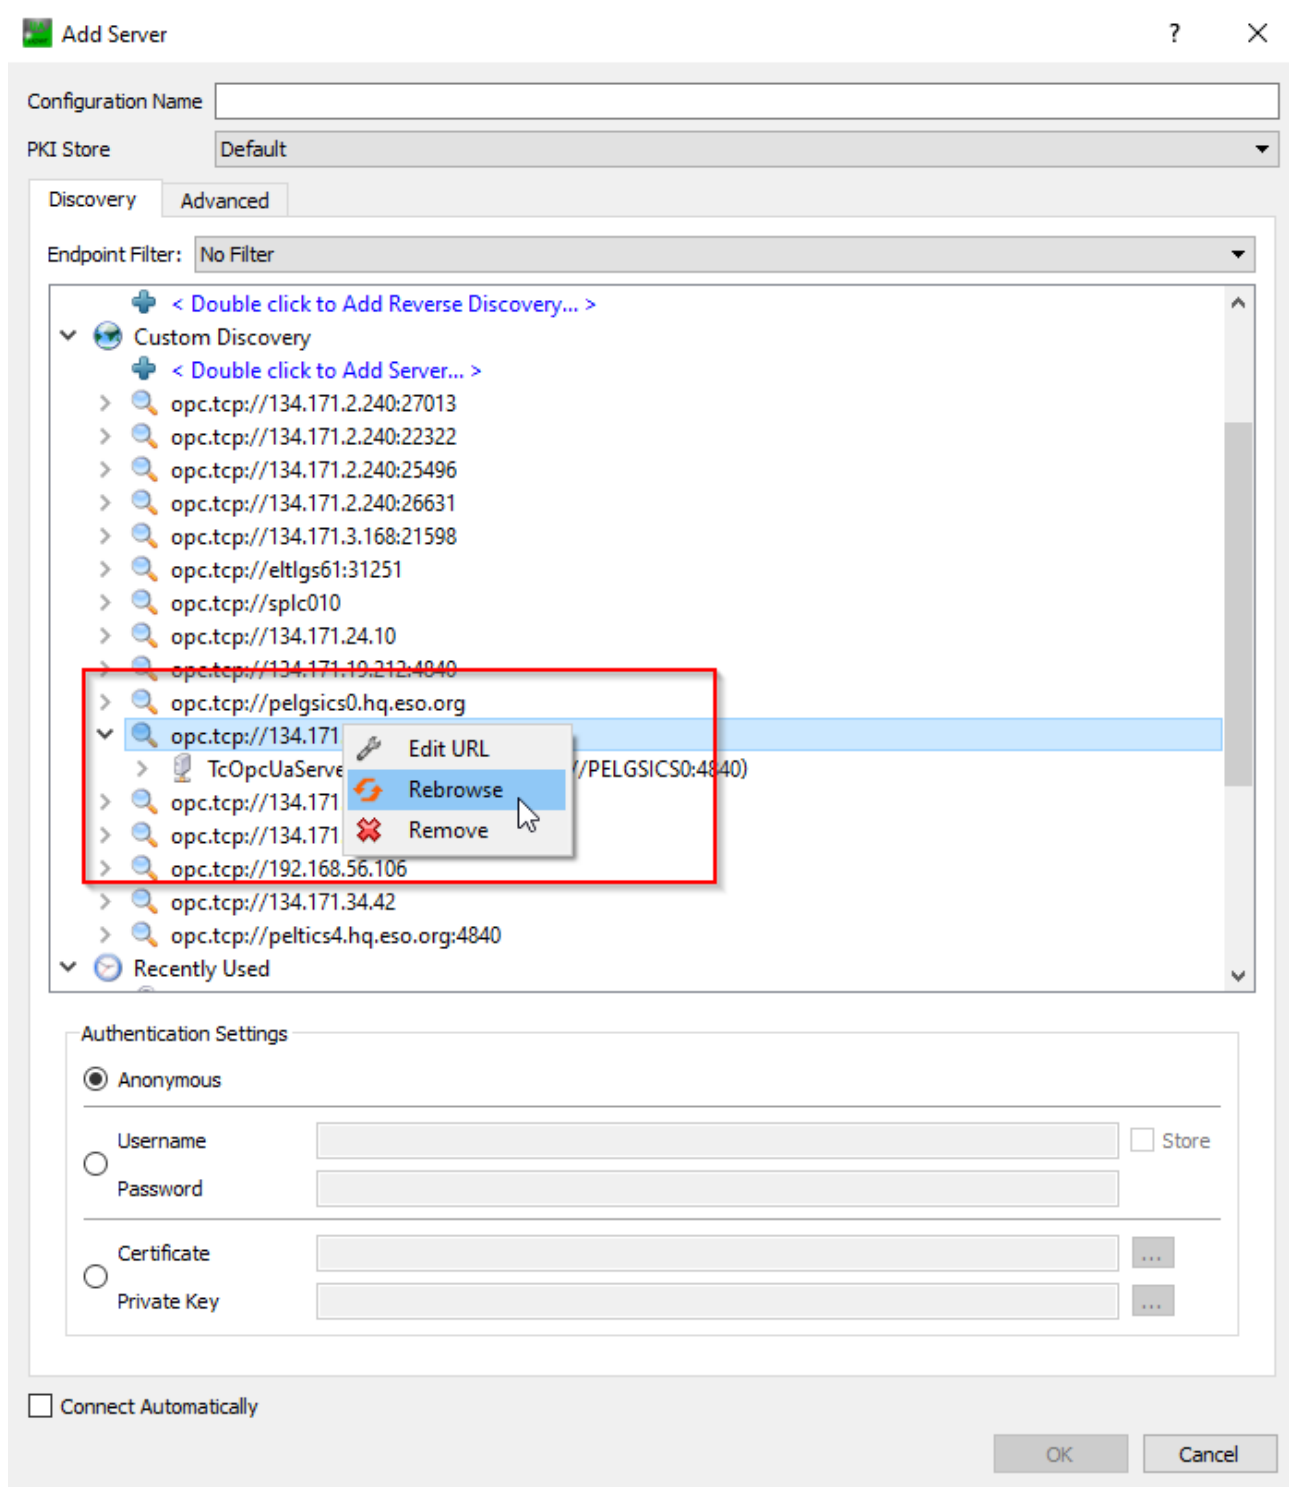 Add Server
?
Configuration Name
PKI Store Default
Discovery Advanced
Endpoint Filter: No Filter
< Double click to Add Reverse Discovery... >
Custom Discovery
< Double click to Add Server... >
opc.tcp://134.171.2.240:27013
opc.tcp://134.171.2.240:22322
opc.tcp://134.171.2.240:25496
opc.tcp://134.171.2.240:26631
opc.tcp://134.171.3.168:21598
opc.tcp://eltlgs61:31251
opc.tcp://splc010
opc.tcp://134.171.24.10
opc.tcp://134.171.19.212:4840
opc.tcp://pelgsics0.hq.eso.org
opc.tcp://134.171
Edit URL
TcOpcUaServe //PELGSICS0:4840)
Rebrowse
opc.tcp://134.171
Remove
opc.tcp://134.171
opc.tcp://192.168.56.106
opc.tcp://134.171.34.42
opc.tcp://peltics4.hq.eso.org:4840
Recently Used
Authentication Settings
Anonymous
Username Store
Password
Certificate ...
Private Key ...
Connect Automatically
OK Cancel